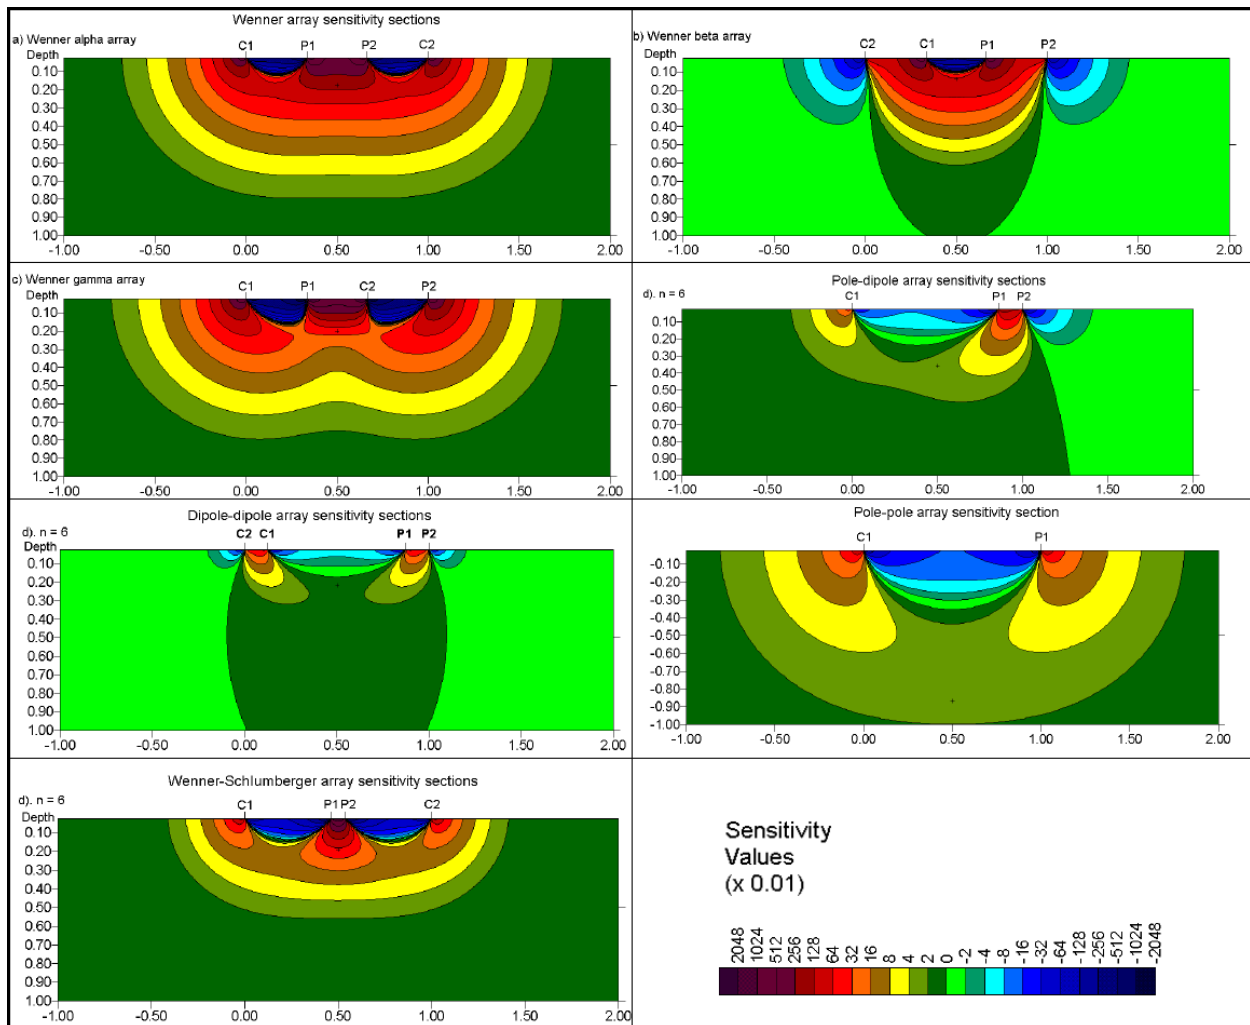 Wenner array sensitivity sections
a) Wenner alpha array
C1 P1 P2 C2
Depth
0.10
0.20
0.30
0.40
0.50
0.60
0.70
0.80
0.90
1.00
-1.00 -0.50 0.00 0.50 1.00 1.50 2.00
b) Wenner beta array
C2 C1 P1 P2
Depth
0.10
0.20
0.30
0.40
0.50
0.60
0.70
0.80
0.90
1.00
-1.00 -0.50 0.00 0.50 1.00 1.50 2.00
c) Wenner gamma array
C1 P1 C2 P2
Depth
0.10
0.20
0.30
0.40
0.50
0.60
0.70
0.80
0.90
1.00
-1.00 -0.50 0.00 0.50 1.00 1.50 2.00
Pole-dipole array sensitivity sections
d). n = 6
C1 P1 P2
Depth
0.10
0.20
0.30
0.40
0.50
0.60
0.70
0.80
0.90
1.00
-1.00 -0.50 0.00 0.50 1.00 1.50 2.00
Dipole-dipole array sensitivity sections
d). n = 6
C2 C1 P1 P2
Depth
0.10
0.20
0.30
0.40
0.50
0.60
0.70
0.80
0.90
1.00
-1.00 -0.50 0.00 0.50 1.00 1.50 2.00
Pole-pole array sensitivity section
C1 P1
-0.10
-0.20
-0.30
-0.40
-0.50
-0.60
-0.70
-0.80
-0.90
-1.00
-1.00 -0.50 0.00 0.50 1.00 1.50 2.00
Wenner-Schlumberger array sensitivity sections
d). n = 6
C1 P1 P2 C2
Depth
0.10
0.20
0.30
0.40
0.50
0.60
0.70
0.80
0.90
1.00
-1.00 -0.50 0.00 0.50 1.00 1.50 2.00
Sensitivity
Values
(x 0.01)
2048 1024 512 256 128 64 32 16 8 4 2 0 -2 -4 -8 -16 -32 -64 -128 -256 -512 -1024 -2048